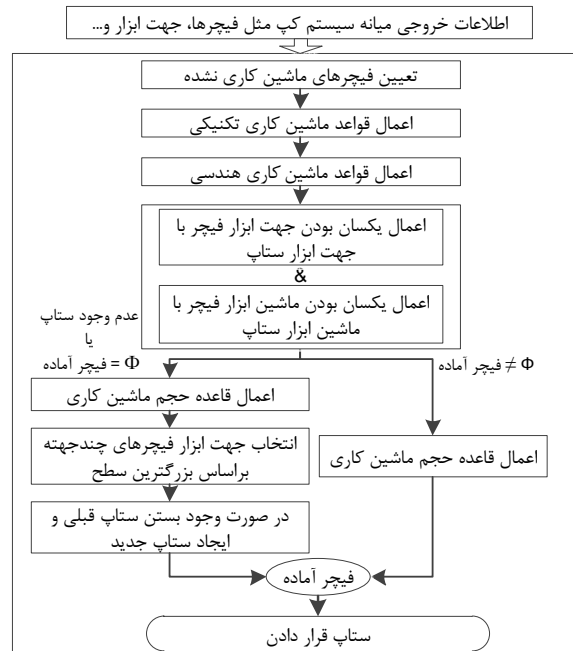 اطلاعات خروجی میانه سیستم کپ مثل فیچرها، جهت ابزار و...
تعیین فیچرهای ماشین کاری نشده
اعمال قواعد ماشین کاری تکنیکی
اعمال قواعد ماشین کاری هندسی
اعمال یکسان بودن جهت ابزار فیچر با
جهت ابزار ستاپ
&
اعمال یکسان بودن ماشین ابزار فیچر با
ماشین ابزار ستاپ
عدم وجود ستاپ
یا
فیچر آماده = Φ
فیچر آماده ≠ Φ
اعمال قاعده حجم ماشین کاری
انتخاب جهت ابزار فیچرهای چندجهته
براساس بزرگترین سطح
اعمال قاعده حجم ماشین کاری
در صورت وجود بستن ستاپ قبلی و
ایجاد ستاپ جدید
فیچر آماده
ستاپ قرار دادن